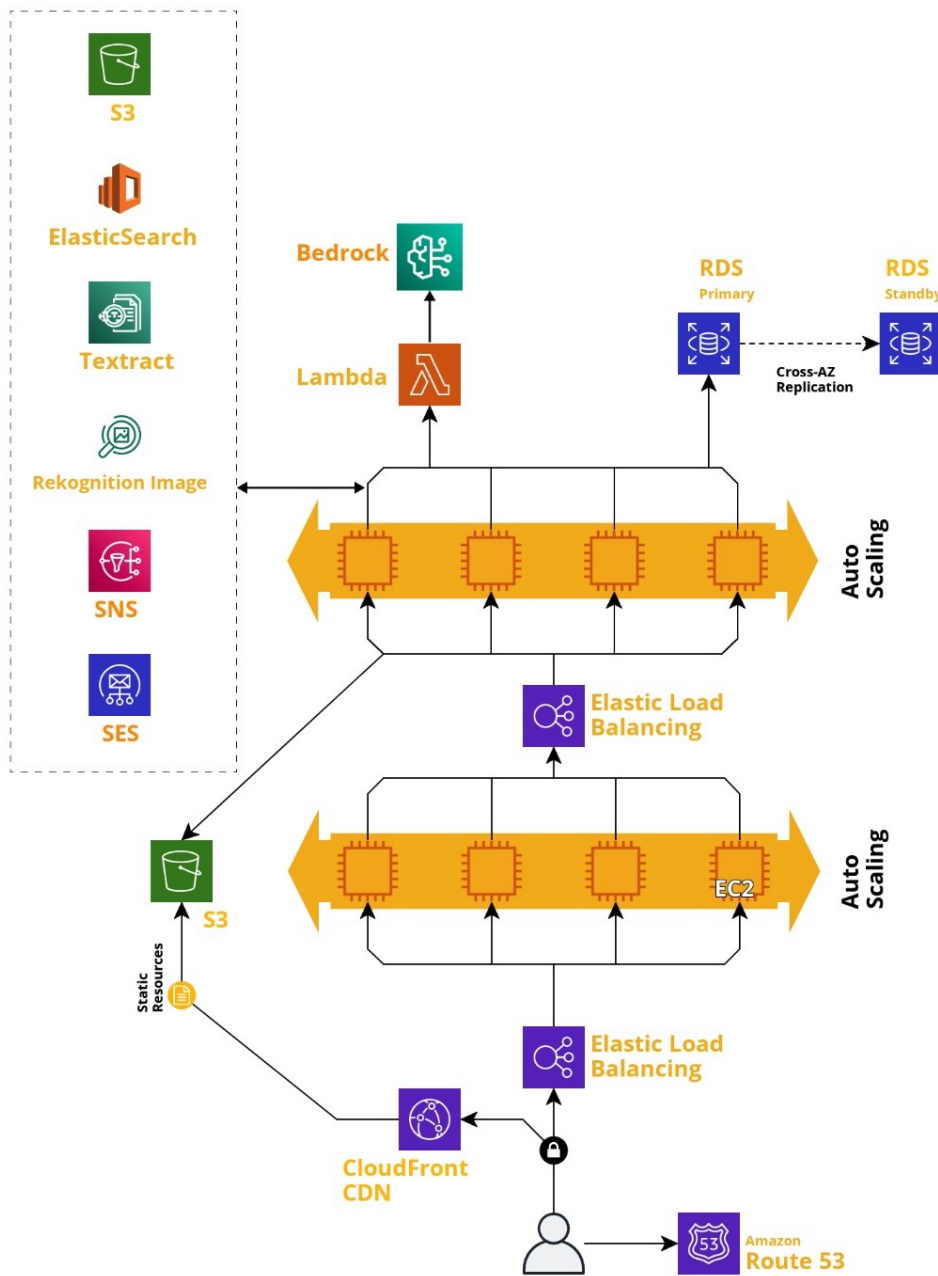 S3
ElasticSearch
Textract
Rekognition Image
SNS
SES
Bedrock
Lambda
RDS
Primary
RDS
Standby
Cross-AZ
Replication
Auto
Scaling
Elastic Load
Balancing
EC2
Auto
Scaling
S3
Static
Resources
Elastic Load
Balancing
CloudFront
CDN
53
Amazon
Route 53